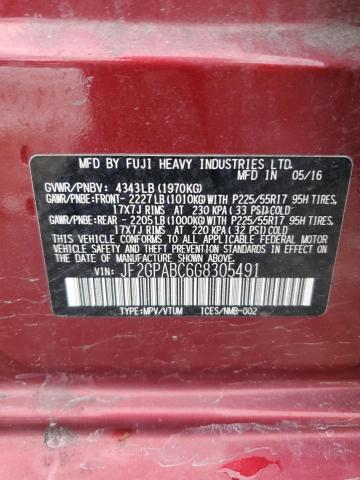 MFD. BY FUJI HEAVY INDUSTRIES LTD.
MFD. IN 05/16
GVWR/PNBV: 4343LB (1970KG)
GAWR/PNBE:FRONT- 2227LB (1010KG) WITH P225/55R17 95H TIRES,
17X7J RIMS AT 230 KPA (33 PSI) COLD
GAWR/PNBE:REAR - 2205LB (1000KG) WITH P225/55R17 95H TIRES,
17X7J RIMS AT 220 KPA (32 PSI) COLD
THIS VEHICLE CONFORMS TO ALL APPLICABLE FEDERAL MOTOR
VEHICLE SAFETY STANDARDS IN EFFECT ON
THE DATE OF MANUFACTURE SHOWN ABOVE.
VIN: JF2GPABC6G8305491
TYPE:MPV/VTUM ICES/NMB-002